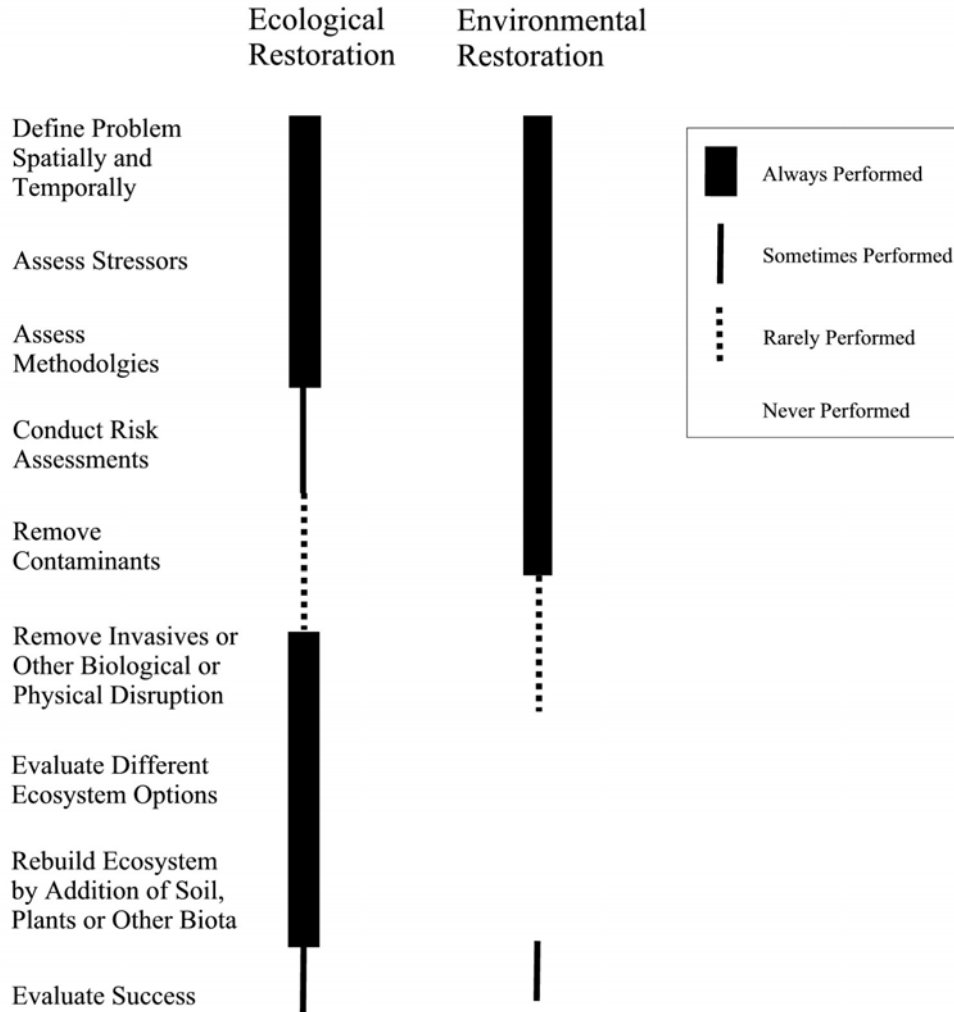 Ecological
Restoration
Environmental
Restoration
Define Problem
Spatially and
Temporally
Assess Stressors
Assess
Methodolgies
Conduct Risk
Assessments
Remove
Contaminants
Remove Invasives or
Other Biological or
Physical Disruption
Evaluate Different
Ecosystem Options
Rebuild Ecosystem
by Addition of Soil,
Plants or Other Biota
Evaluate Success
Always Performed
Sometimes Performed
Rarely Performed
Never Performed